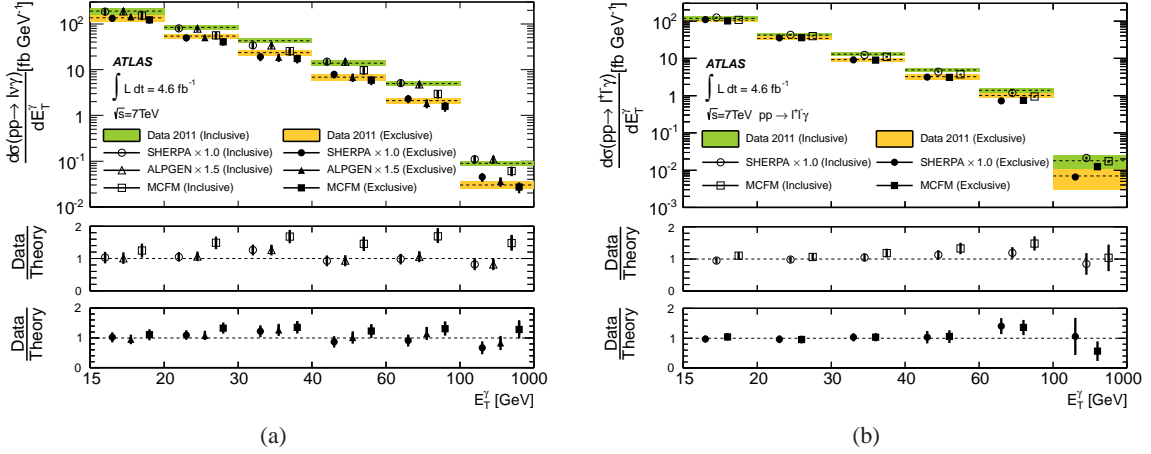 dσ(pp→ lνγ) / dE_T^γ [fb GeV⁻¹]
10²
10
1
10⁻¹
10⁻²
ATLAS
∫ L dt = 4.6 fb⁻¹
√s=7TeV
Data 2011 (Inclusive)
Data 2011 (Exclusive)
SHERPA × 1.0 (Inclusive)
SHERPA × 1.0 (Exclusive)
ALPGEN × 1.5 (Inclusive)
ALPGEN × 1.5 (Exclusive)
MCFM (Inclusive)
MCFM (Exclusive)
Data
Theory
2
1
0
Data
Theory
2
1
0
15 20 30 40 60 100 1000
E_T^γ [GeV]
(a)
dσ(pp→ l⁺l⁻γ) / dE_T^γ [fb GeV⁻¹]
10³
10²
10
1
10⁻¹
10⁻²
10⁻³
ATLAS
∫ L dt = 4.6 fb⁻¹
√s=7TeV pp → l⁺l⁻γ
Data 2011 (Inclusive)
Data 2011 (Exclusive)
SHERPA × 1.0 (Inclusive)
SHERPA × 1.0 (Exclusive)
MCFM (Inclusive)
MCFM (Exclusive)
Data
Theory
2
1
0
Data
Theory
2
1
0
15 20 30 40 60 100 1000
E_T^γ [GeV]
(b)